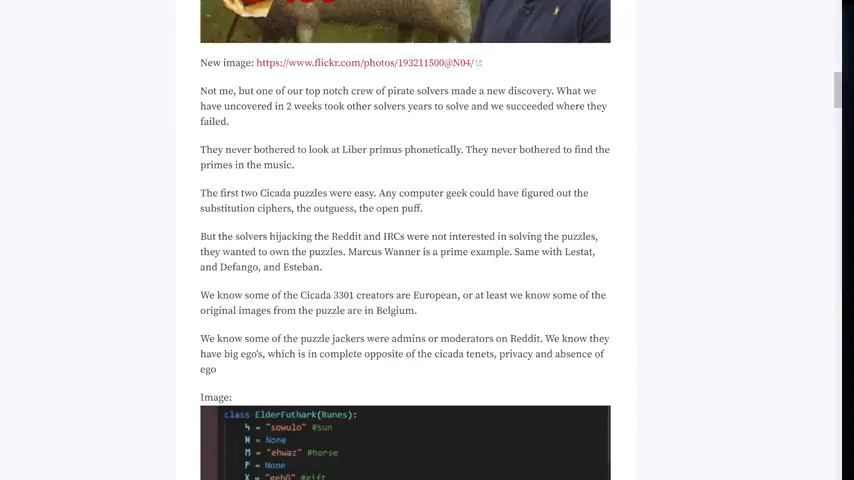 New image: https://www.flickr.com/photos/193211500@N04/
Not me, but one of our top notch crew of pirate solvers made a new discovery. What we
have uncovered in 2 weeks took other solvers years to solve and we succeeded where they
failed.
They never bothered to look at Liber primus phonetically. They never bothered to find the
primes in the music.
The first two Cicada puzzles were easy. Any computer geek could have figured out the
substitution ciphers, the outguess, the open puff.
But the solvers hijacking the Reddit and IRCs were not interested in solving the puzzles,
they wanted to own the puzzles. Marcus Wanner is a prime example. Same with Lestat,
and Defango, and Esteban.
We know some of the Cicada 3301 creators are European, or at least we know some of the
original images from the puzzle are in Belgium.
We know some of the puzzle jackers were admins or moderators on Reddit. We know they
have big ego's, which is in complete opposite of the cicada tenets, privacy and absence of
ego
Image:
class ElderFuthark(Runes):
ᛋ = "sowulo" #sun
ᚻ = None
ᛖ = "ehwaz" #horse
ᚩ = None
ᚷ = "gebō" #gift